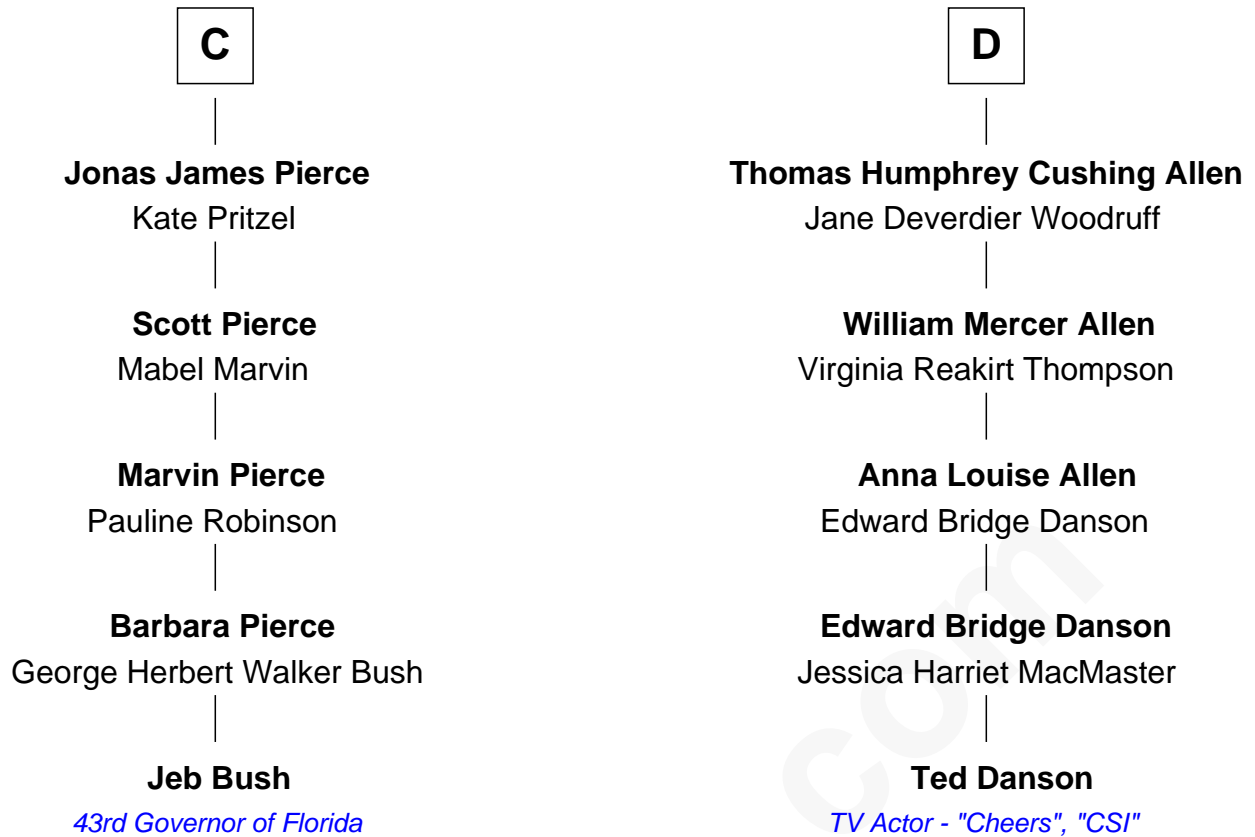 C
Jonas James Pierce
Kate Pritzel
Scott Pierce
Mabel Marvin
Marvin Pierce
Pauline Robinson
Barbara Pierce
George Herbert Walker Bush
Jeb Bush
43rd Governor of Florida
D
Thomas Humphrey Cushing Allen
Jane Deverdier Woodruff
William Mercer Allen
Virginia Reakirt Thompson
Anna Louise Allen
Edward Bridge Danson
Edward Bridge Danson
Jessica Harriet MacMaster
Ted Danson
TV Actor - "Cheers", "CSI"
com